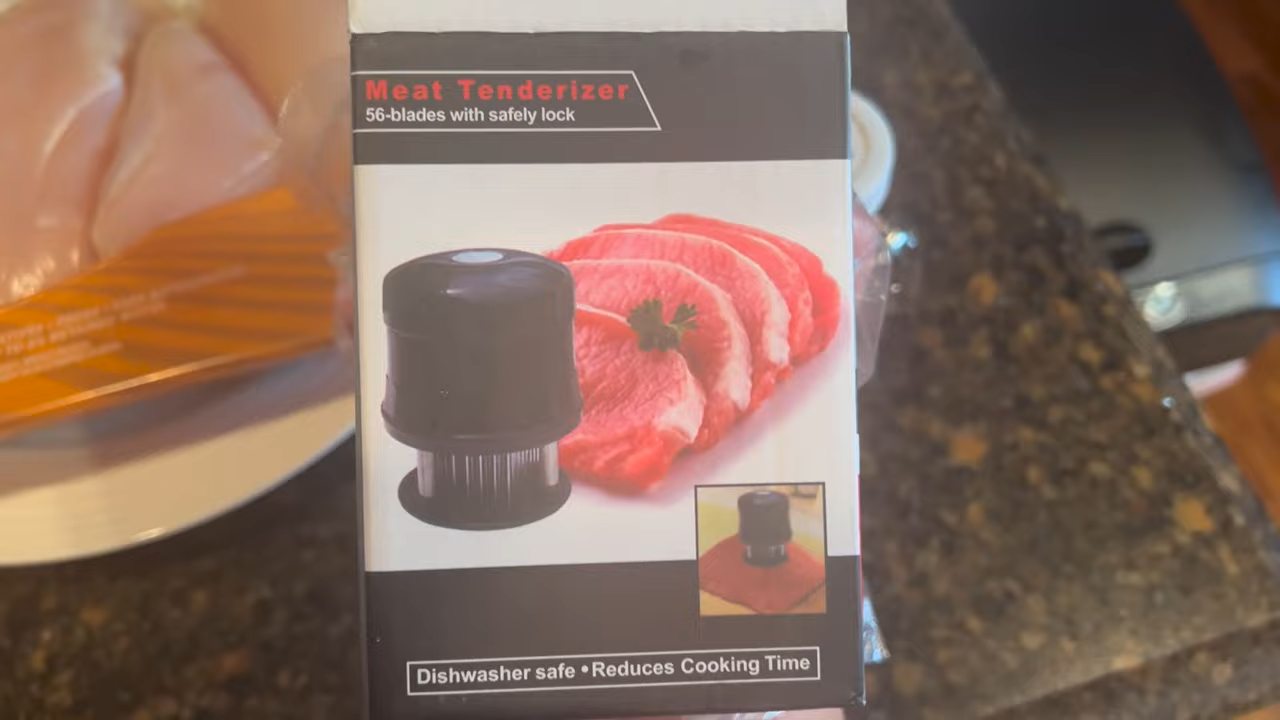 Meat Tenderizer
56-blades with safely lock
Dishwasher safe • Reduces Cooking Time